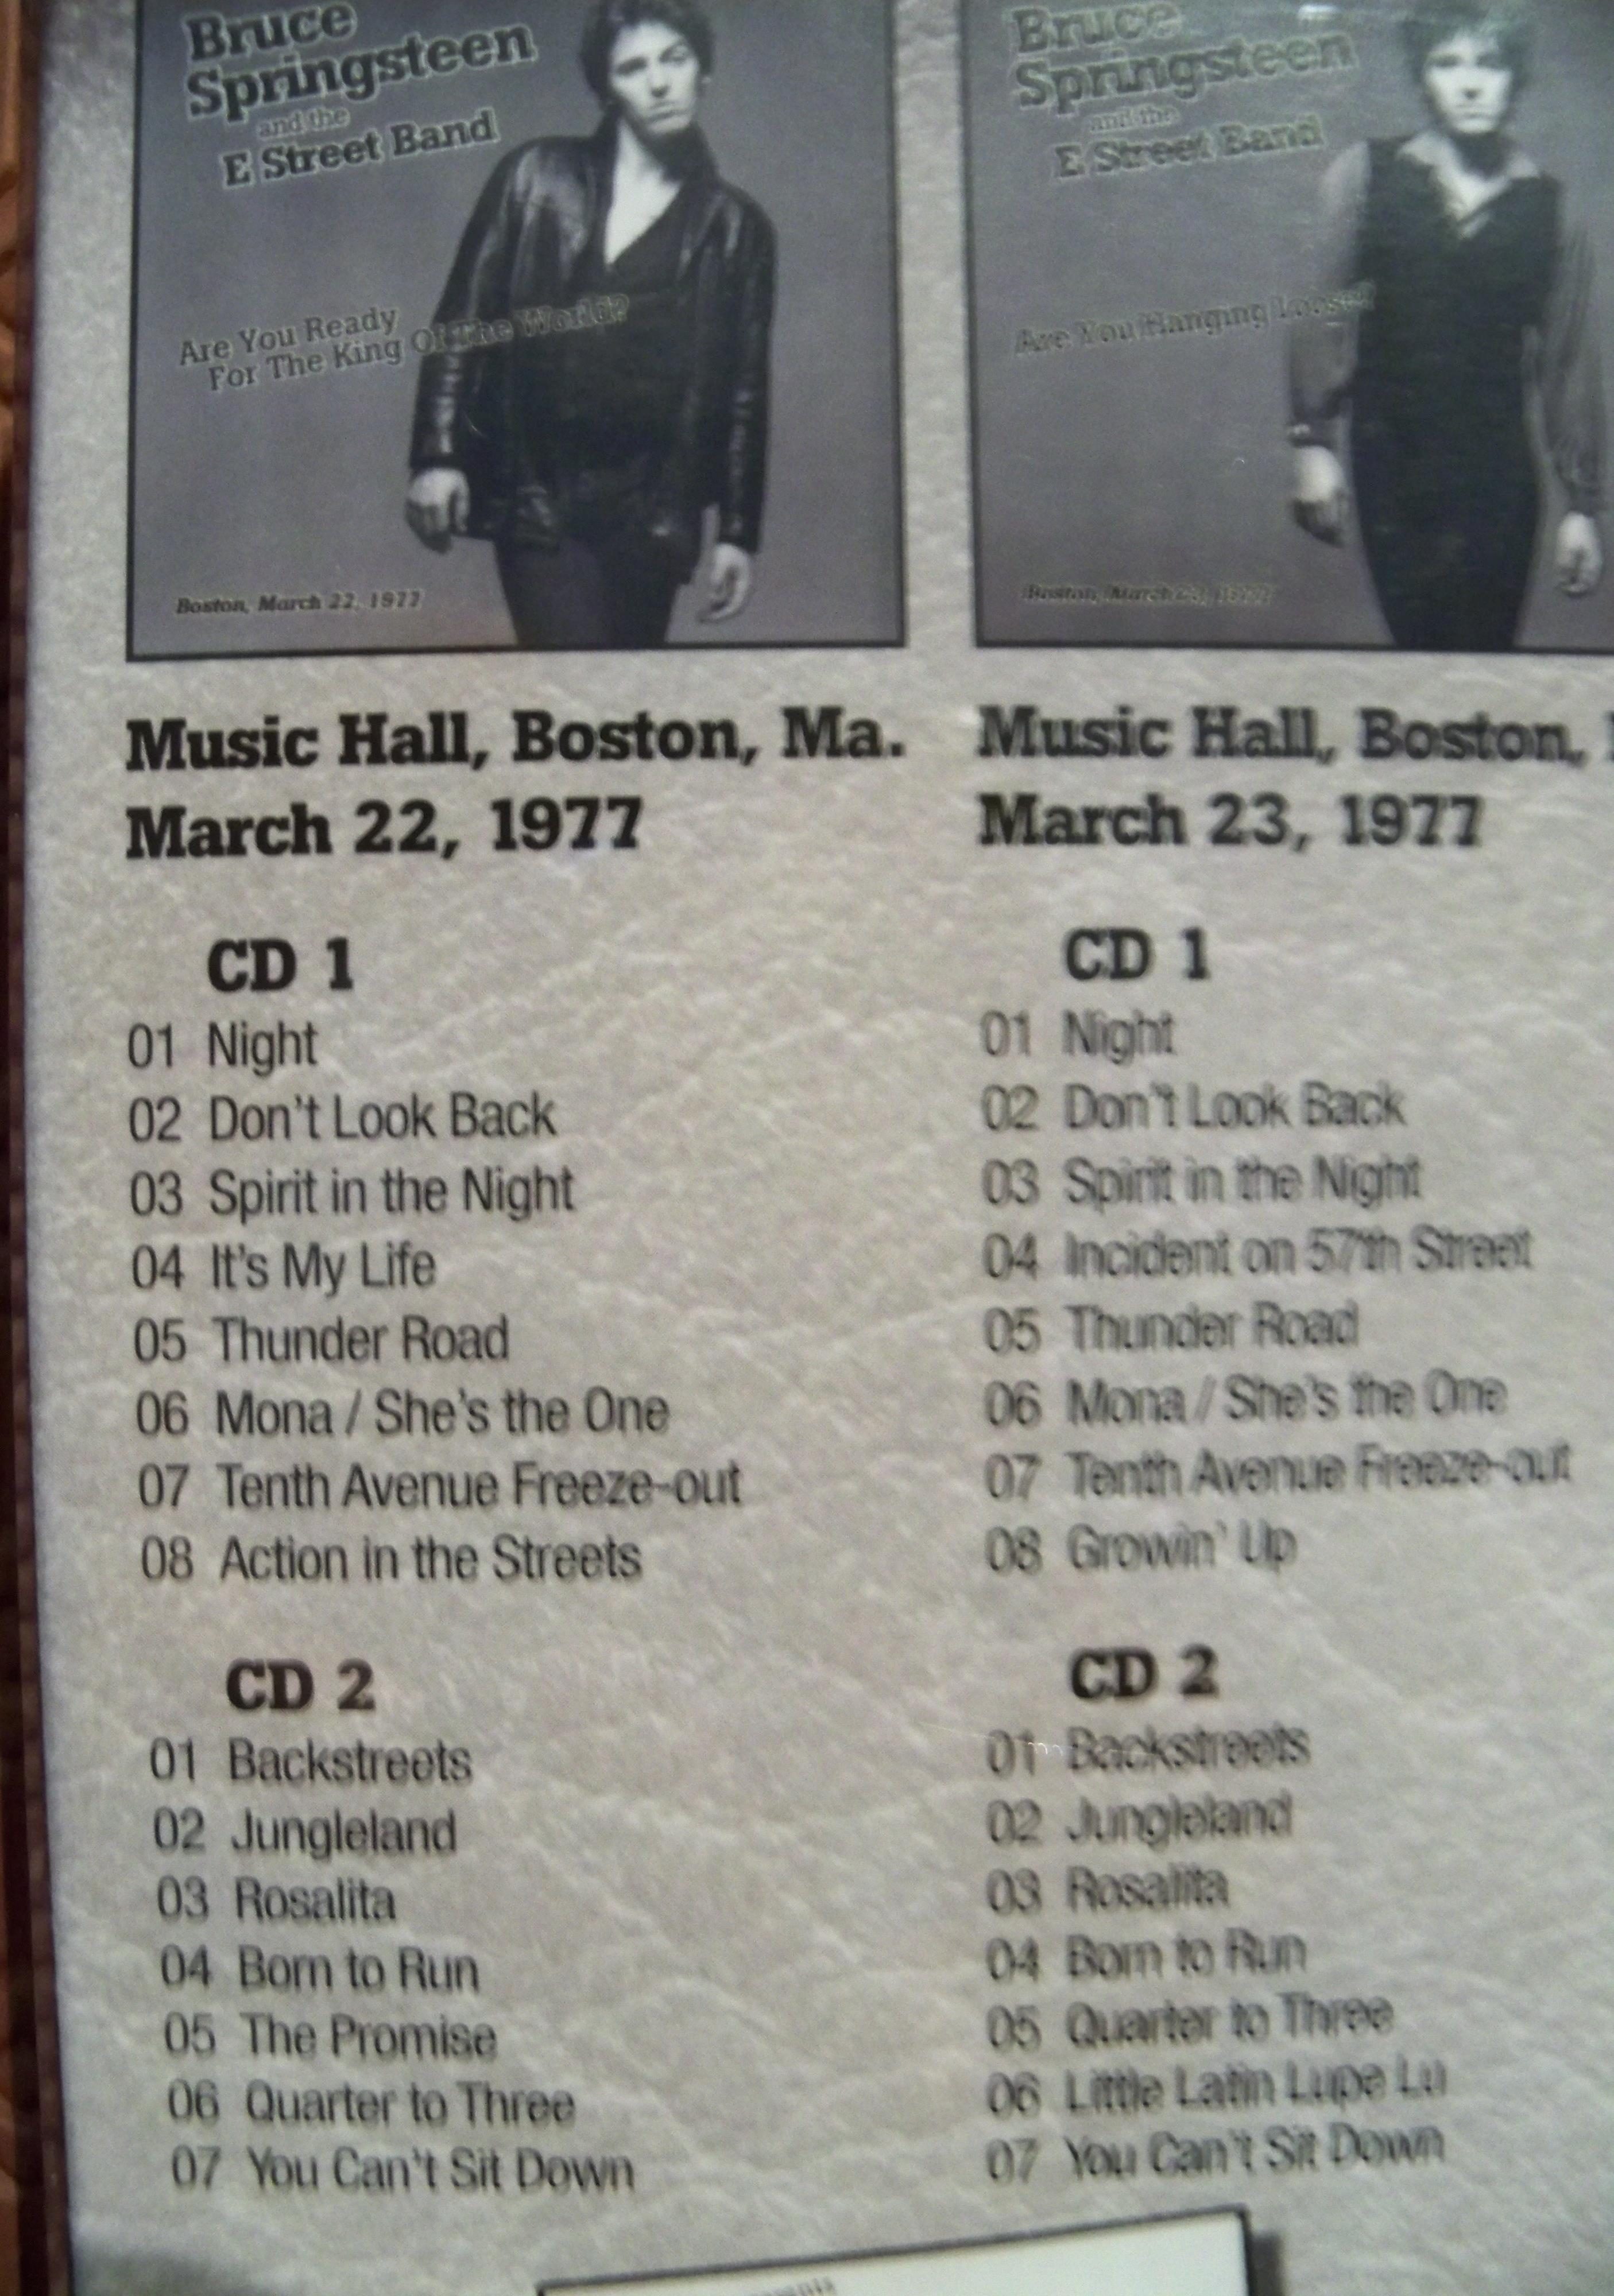 Bruce
Springsteen
and the
E Street Band
Are You Ready
For The King Of The World?
Boston, March 22, 1977
Music Hall, Boston, Ma.
March 22, 1977
CD 1
01 Night
02 Don't Look Back
03 Spirit in the Night
04 It's My Life
05 Thunder Road
06 Mona / She's the One
07 Tenth Avenue Freeze-out
08 Action in the Streets
CD 2
01 Backstreets
02 Jungleland
03 Rosalita
04 Born to Run
05 The Promise
06 Quarter to Three
07 You Can't Sit Down
Bruce
Springsteen
and the
E Street Band
Are You Hanging Loose?
Boston, March 23, 1977
Music Hall, Boston,
March 23, 1977
CD 1
01 Night
02 Don't Look Back
03 Spirit in the Night
04 Incident on 57th Street
05 Thunder Road
06 Mona / She's the One
07 Tenth Avenue Freeze-out
08 Growin' Up
CD 2
01 Backstreets
02 Jungleland
03 Rosalita
04 Born to Run
05 Quarter to Three
06 Little Latin Lupe Lu
07 You Can't Sit Down